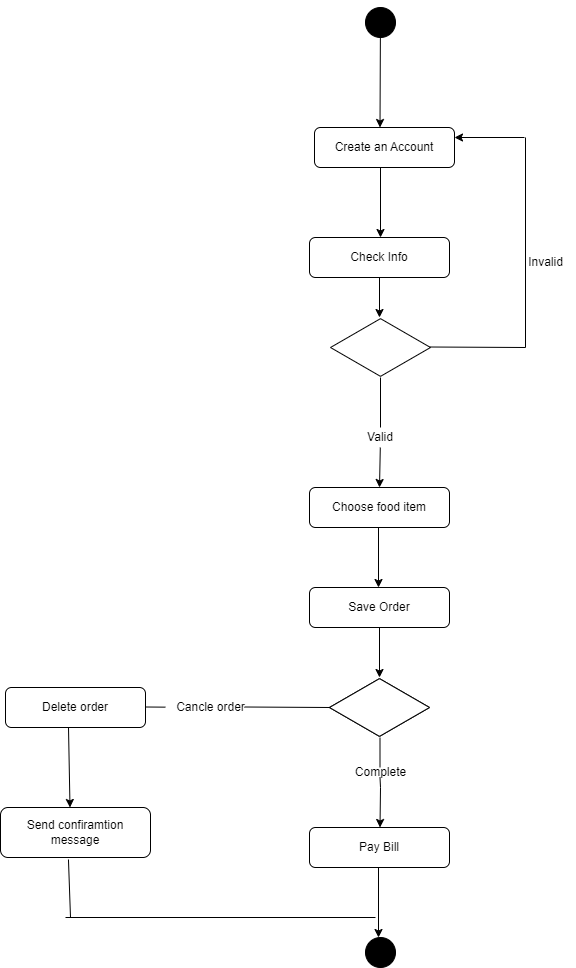 Create an Account
Check Info
Invalid
Valid
Choose food item
Save Order
Delete order
Cancle order
Complete
Send confiramtion
message
Pay Bill